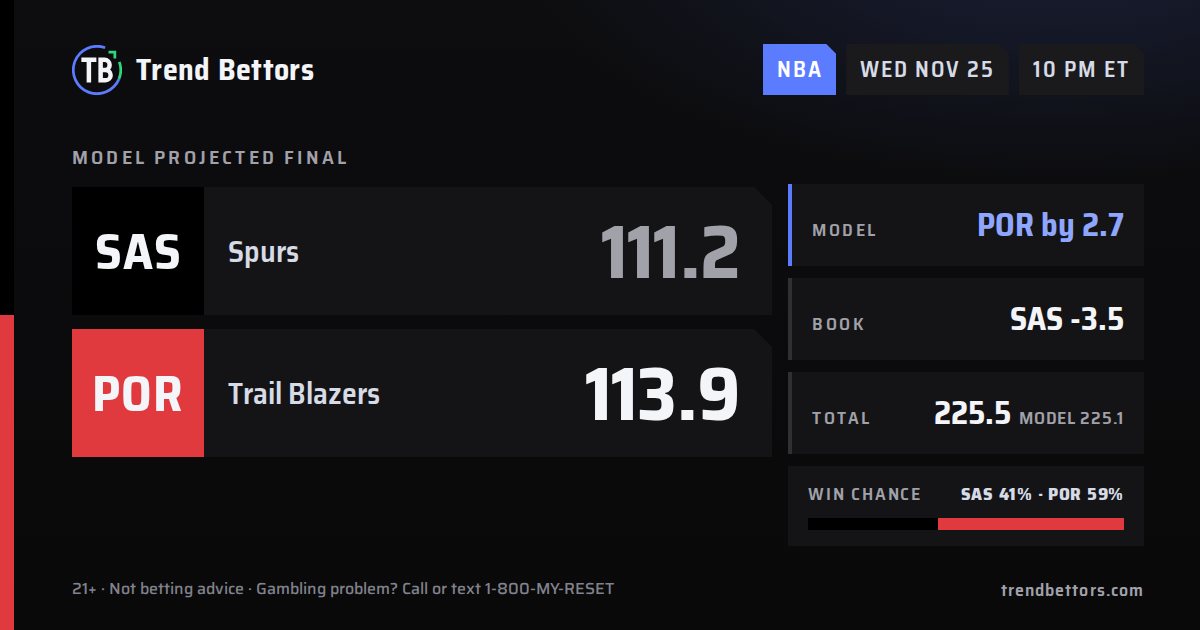 TB Trend Bettors
NBA WED NOV 25 10 PM ET
MODEL PROJECTED FINAL
SAS Spurs 111.2
POR Trail Blazers 113.9
MODEL POR by 2.7
BOOK SAS -3.5
TOTAL 225.5 MODEL 225.1
WIN CHANCE SAS 41% · POR 59%
21+ · Not betting advice · Gambling problem? Call or text 1-800-MY-RESET
trendbettors.com